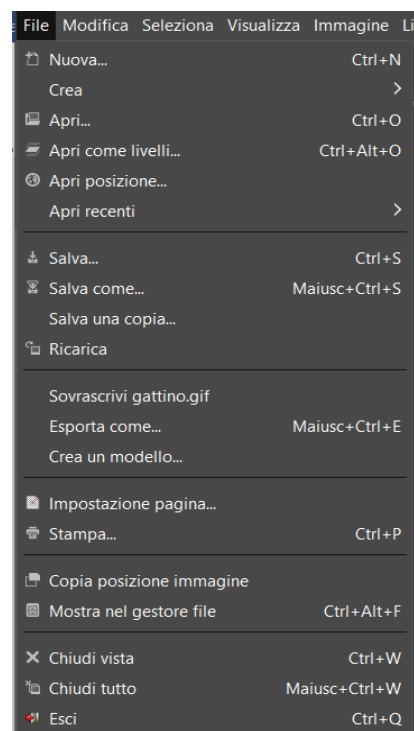 File Modifica Seleziona Visualizza Immagine
Nuova... Ctrl+N
Crea
Apri... Ctrl+O
Apri come livelli... Ctrl+Alt+O
Apri posizione...
Apri recenti
Salva... Ctrl+S
Salva come... Maiusc+Ctrl+S
Salva una copia...
Ricarica
Sovrascrivi gattino.gif
Esporta come... Maiusc+Ctrl+E
Crea un modello...
Impostazione pagina...
Stampa... Ctrl+P
Copia posizione immagine
Mostra nel gestore file Ctrl+Alt+F
Chiudi vista Ctrl+W
Chiudi tutto Maiusc+Ctrl+W
Esci Ctrl+Q